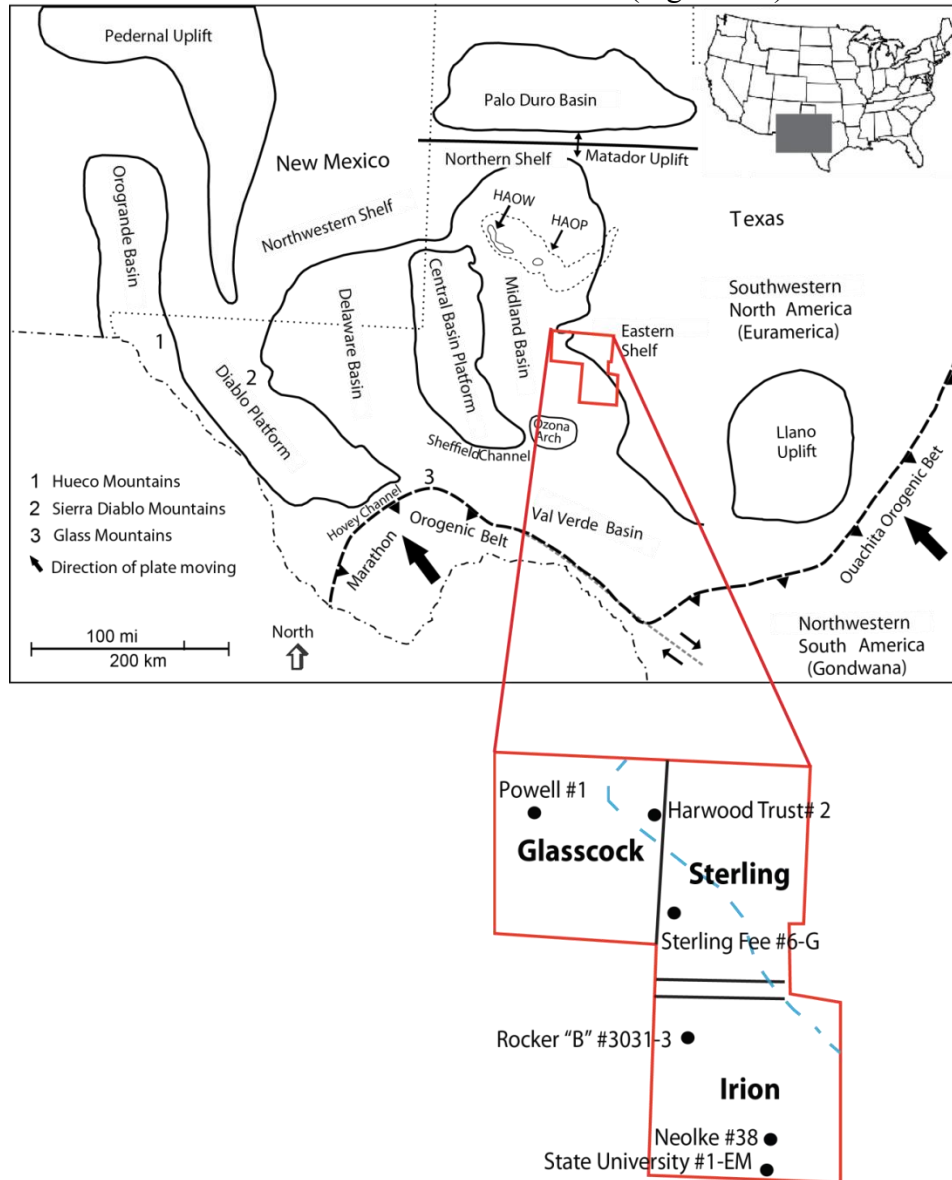 Pedernal Uplift
Palo Duro Basin
New Mexico
Northern Shelf
Matador Uplift
Orogrande Basin
Northwestern Shelf
HAOW
HAOP
Texas
Delaware Basin
Central Basin Platform
Midland Basin
Southwestern
North America
(Euramerica)
Eastern
Shelf
1
2
Diablo Platform
Ozona
Arch
Sheffield Channel
Llano
Uplift
1 Hueco Mountains
2 Sierra Diablo Mountains
3 Glass Mountains
Direction of plate moving
3
Hovey Channel
Marathon
Orogenic Belt
Val Verde Basin
Ouachita Orogenic Bet
100 mi
200 km
North
Northwestern
South America
(Gondwana)
Powell #1
Harwood Trust# 2
Glasscock
Sterling
Sterling Fee #6-G
Rocker "B" #3031-3
Irion
Neolke #38
State University #1-EM